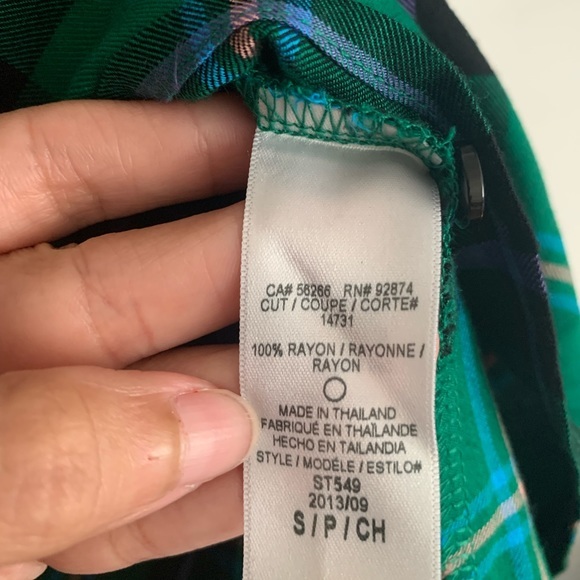 CA# 56266 RN# 92874
CUT / COUPE / CORTE#
14731
100% RAYON / RAYONNE /
RAYON
MADE IN THAILAND
FABRIQUÉ EN THAÏLANDE
HECHO EN TAILANDIA
STYLE / MODÈLE / ESTILO#
ST549
2013/09
S / P / CH